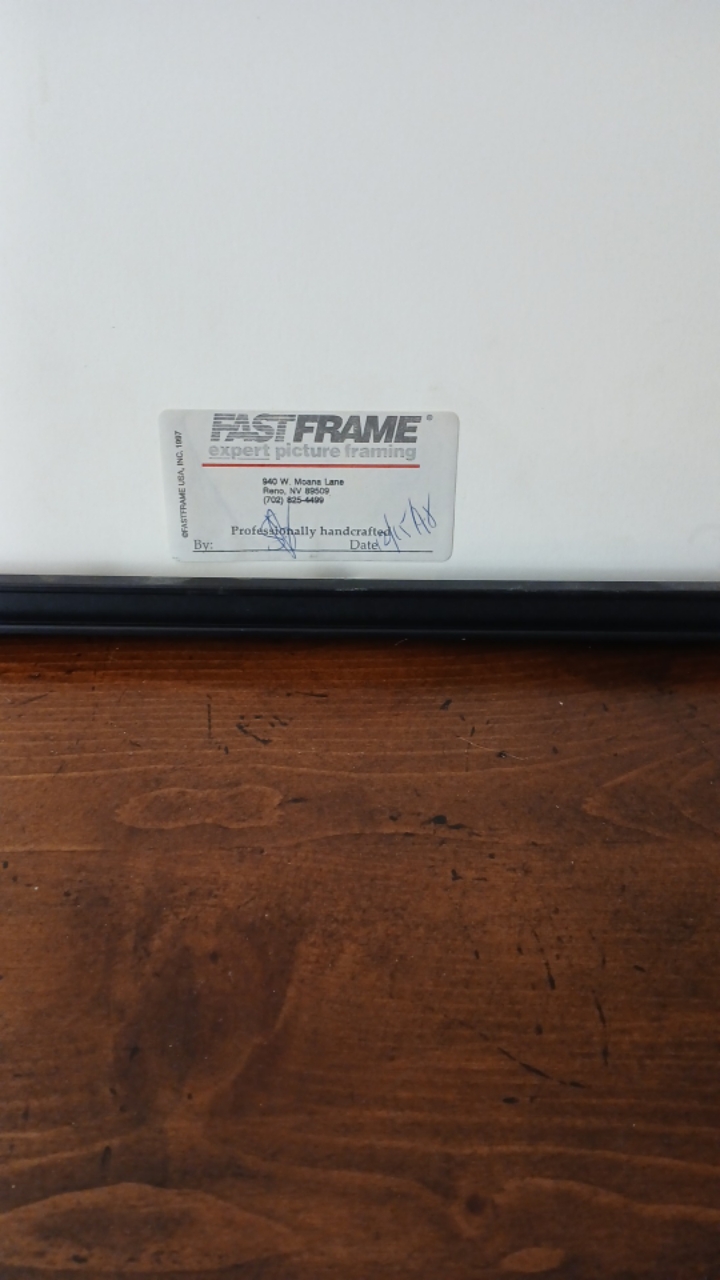 ©FASTFRAME USA, INC. 1997
FASTFRAME®
expert picture framing
940 W. Moana Lane
Reno, NV 89509
(702) 825-4499
Professionally handcrafted
By: Date